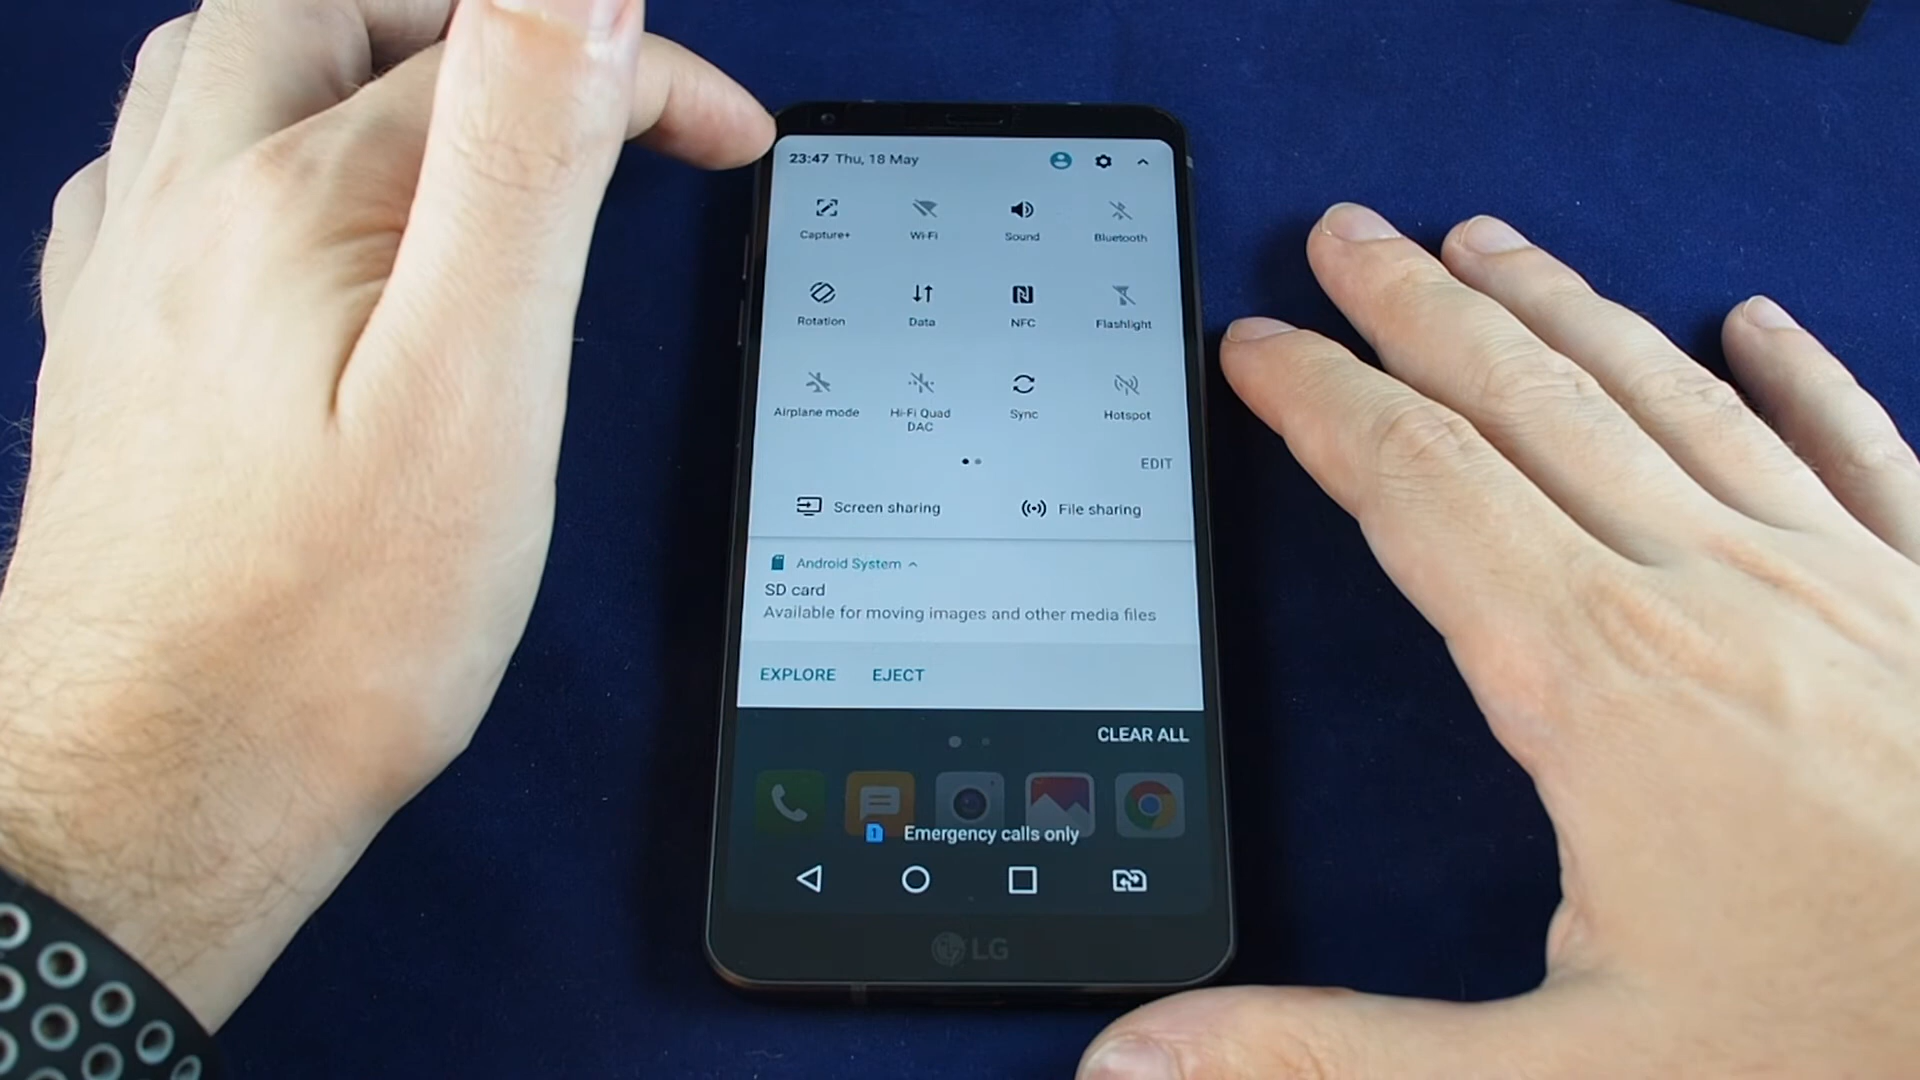 23:47 Thu, 18 May
Capture+ Wi-Fi Sound Bluetooth
Rotation Data NFC Flashlight
Airplane mode Hi-Fi Quad DAC Sync Hotspot
EDIT
Screen sharing File sharing
Android System
SD card
Available for moving images and other media files
EXPLORE EJECT
CLEAR ALL
1 Emergency calls only
LG